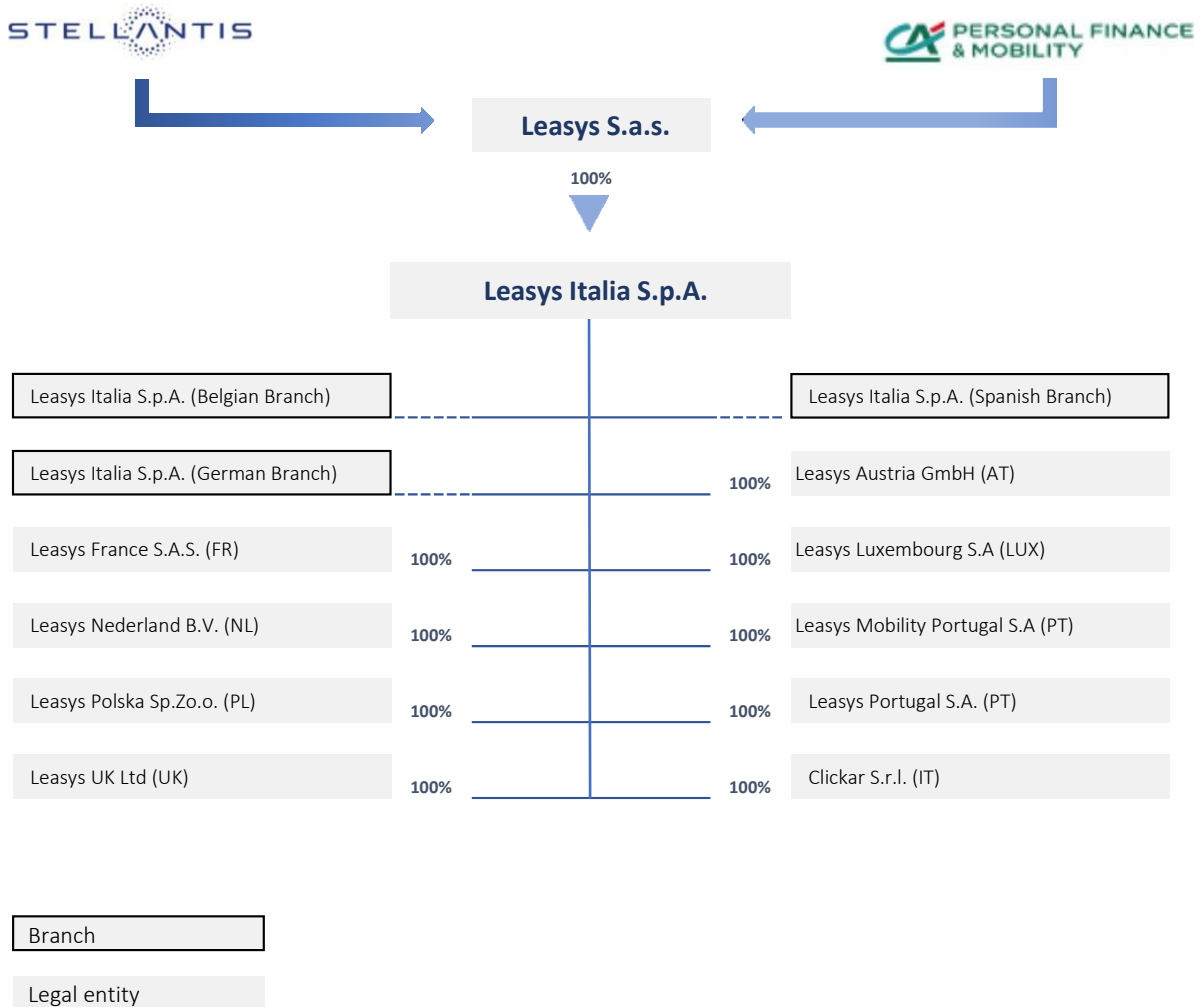 STELLANTIS
CA PERSONAL FINANCE
& MOBILITY
Leasys S.a.s.
100%
Leasys Italia S.p.A.
Leasys Italia S.p.A. (Belgian Branch)
Leasys Italia S.p.A. (Spanish Branch)
Leasys Italia S.p.A. (German Branch)
100%
Leasys Austria GmbH (AT)
Leasys France S.A.S. (FR)
100%
100%
Leasys Luxembourg S.A (LUX)
Leasys Nederland B.V. (NL)
100%
100%
Leasys Mobility Portugal S.A (PT)
Leasys Polska Sp.Zo.o. (PL)
100%
100%
Leasys Portugal S.A. (PT)
Leasys UK Ltd (UK)
100%
100%
Clickar S.r.l. (IT)
Branch
Legal entity